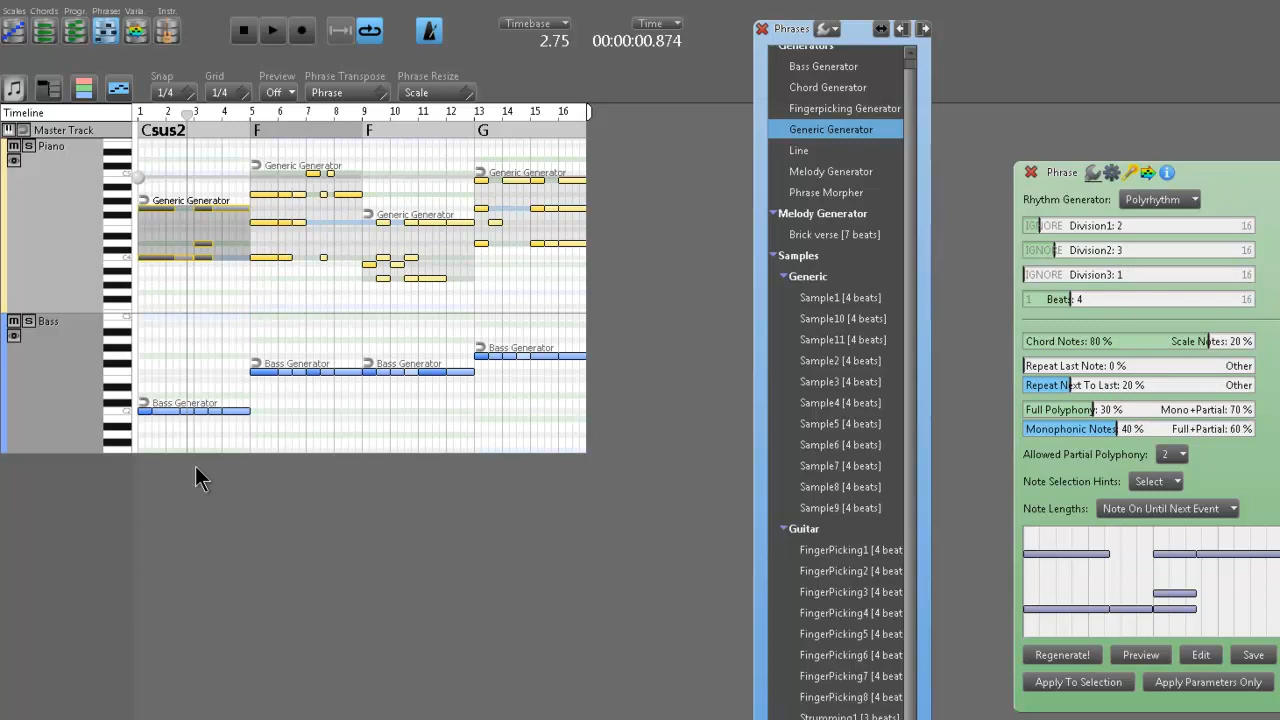 Scales Chords Progr. Phrases Varia. Instr.
Timebase Time
2.75 00:00:00.874
Snap Grid Preview Phrase Transpose Phrase Resize
1/4 1/4 Off Phrase Scale
Timeline 1 2 3 4 5 6 7 8 9 10 11 12 13 14 15 16
Master Track Csus2 F F G
M S Piano
C5
Generic Generator
Generic Generator
Generic Generator
Generic Generator
C4
M S Bass
Bass Generator
Bass Generator
Bass Generator
Bass Generator
C2
Phrases
Generators
Bass Generator
Chord Generator
Fingerpicking Generator
Generic Generator
Line
Melody Generator
Phrase Morpher
Melody Generator
Brick verse [7 beats]
Samples
Generic
Sample1 [4 beats]
Sample10 [4 beats]
Sample11 [4 beats]
Sample2 [4 beats]
Sample3 [4 beats]
Sample4 [4 beats]
Sample5 [4 beats]
Sample6 [4 beats]
Sample7 [4 beats]
Sample8 [4 beats]
Sample9 [4 beats]
Guitar
FingerPicking1 [4 beat
FingerPicking2 [4 beat
FingerPicking3 [4 beat
FingerPicking4 [4 beat
FingerPicking5 [4 beat
FingerPicking6 [4 beat
FingerPicking7 [4 beat
FingerPicking8 [4 beat
Strumming1 [3 beats]
Phrase
Rhythm Generator: Polyrhythm
IGNORE Division1: 2 16
IGNORE Division2: 3 16
IGNORE Division3: 1 16
1 Beats: 4 16
Chord Notes: 80 % Scale Notes: 20 %
Repeat Last Note: 0 % Other
Repeat Next To Last: 20 % Other
Full Polyphony: 30 % Mono+Partial: 70 %
Monophonic Notes: 40 % Full+Partial: 60 %
Allowed Partial Polyphony: 2
Note Selection Hints: Select
Note Lengths: Note On Until Next Event
Regenerate! Preview Edit Save
Apply To Selection Apply Parameters Only